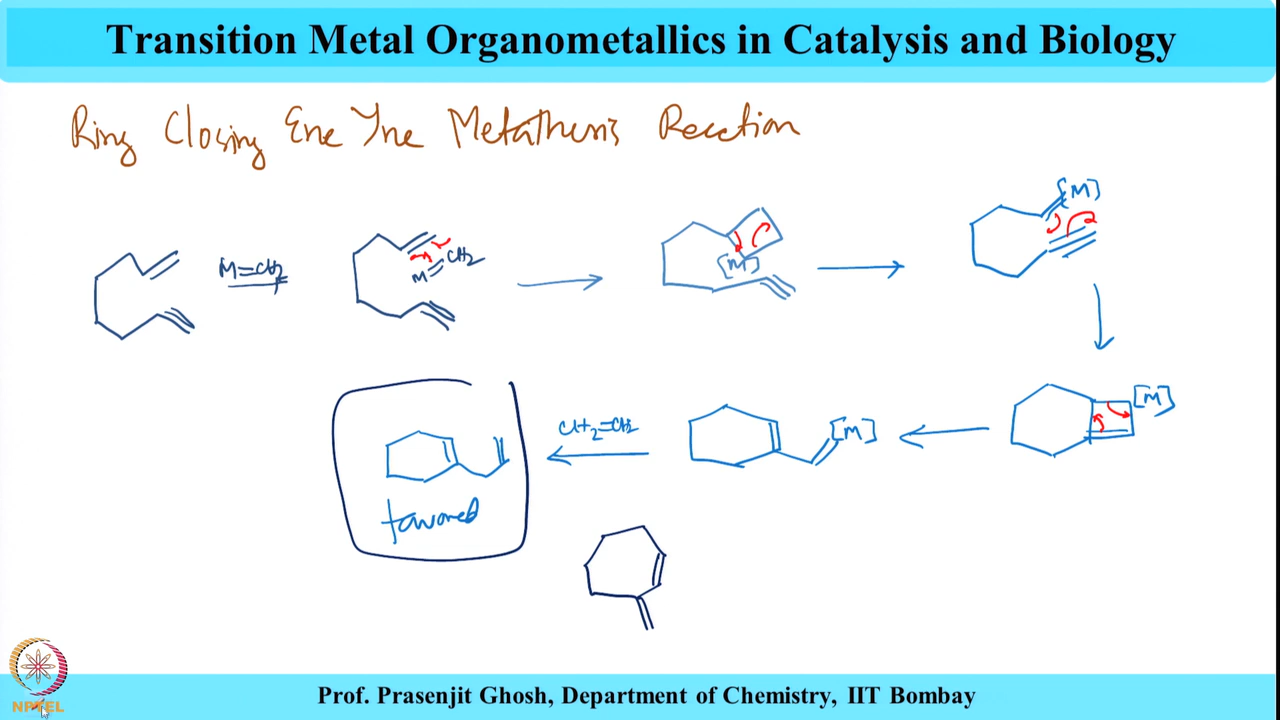 Transition Metal Organometallics in Catalysis and Biology
Ring Closing Ene Yne Metathesis Reaction
M=CH2
M=CH2
[M]
[M]
[M]
[M]
CH2=CH2
favored
NPTEL
Prof. Prasenjit Ghosh, Department of Chemistry, IIT Bombay